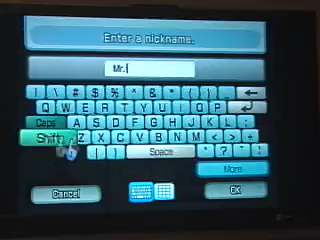 Enter a nickname.
Mr.
! \ # $ % ^ & * ( )
Q W E R T Y U I O P
Caps A S D F G H J K L :
Shift Z X C V B N M < >
[ ] Space " ?
More
Cancel
OK